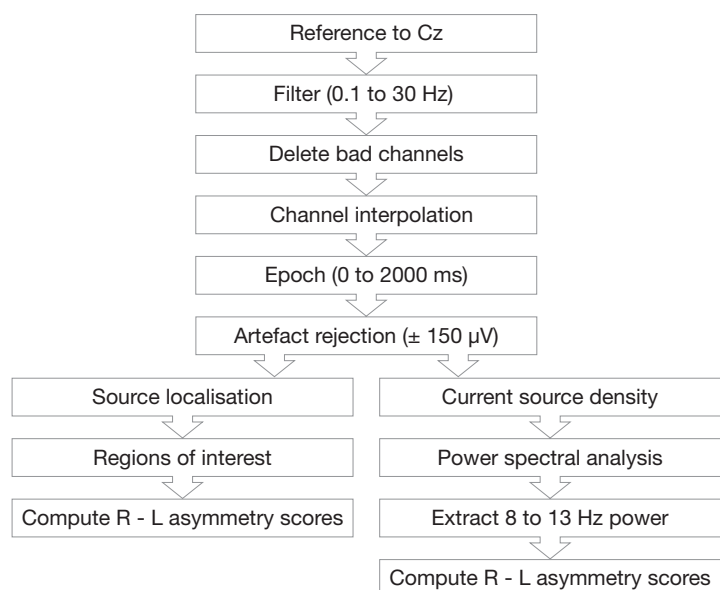 Reference to Cz
Filter (0.1 to 30 Hz)
Delete bad channels
Channel interpolation
Epoch (0 to 2000 ms)
Artefact rejection (± 150 µV)
Source localisation
Regions of interest
Compute R - L asymmetry scores
Current source density
Power spectral analysis
Extract 8 to 13 Hz power
Compute R - L asymmetry scores